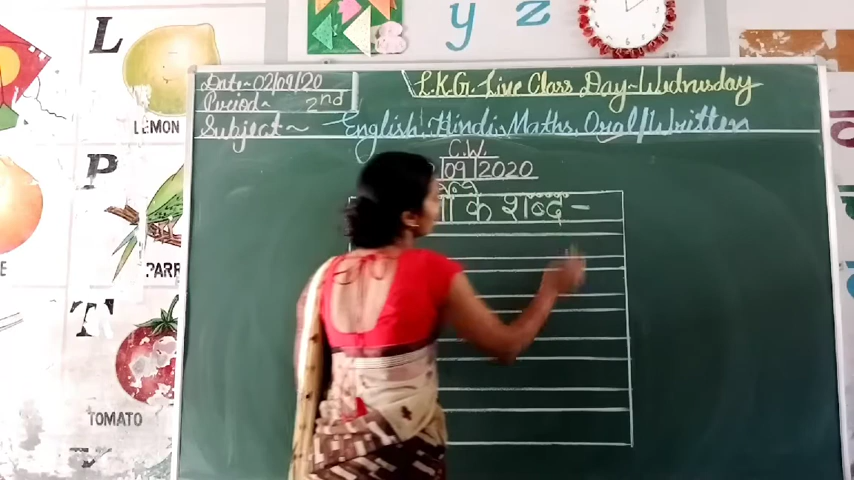 y z
L
LEMON
P
PARR
T
TOMATO
Date~ 02/09/20
Period~ 2nd
Subject~ English, Hindi, Maths, Oral/Written
L.K.G. Live Class Day~Wednesday
C.W.
09 2020
के शब्द -